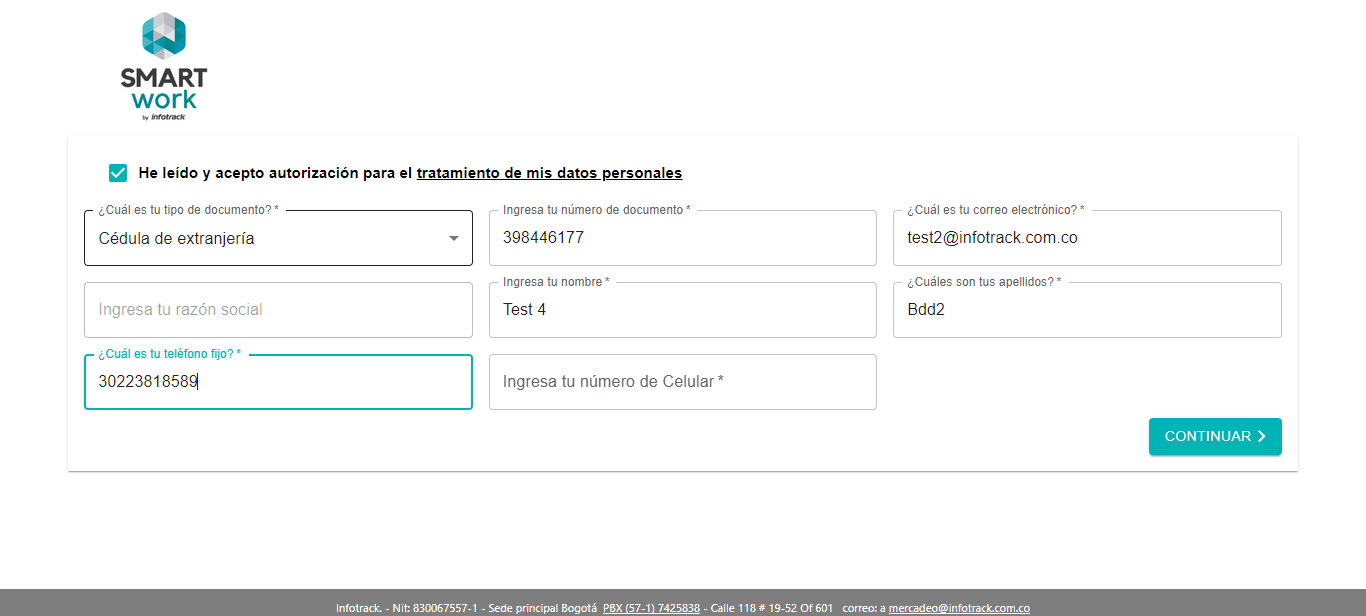 SMART
work
by infotrack
He leído y acepto autorización para el tratamiento de mis datos personales
¿Cuál es tu tipo de documento? *
Cédula de extranjería
Ingresa tu número de documento *
398446177
¿Cuál es tu correo electrónico? *
test2@infotrack.com.co
Ingresa tu razón social
Ingresa tu nombre *
Test 4
¿Cuáles son tus apellidos? *
Bdd2
¿Cuál es tu teléfono fijo? *
30223818589
Ingresa tu número de Celular *
CONTINUAR
Infotrack. - Nit: 830067557-1 - Sede principal Bogotá PBX (57-1) 7425838 - Calle 118 # 19-52 Of 601 correo: a mercadeo@infotrack.com.co